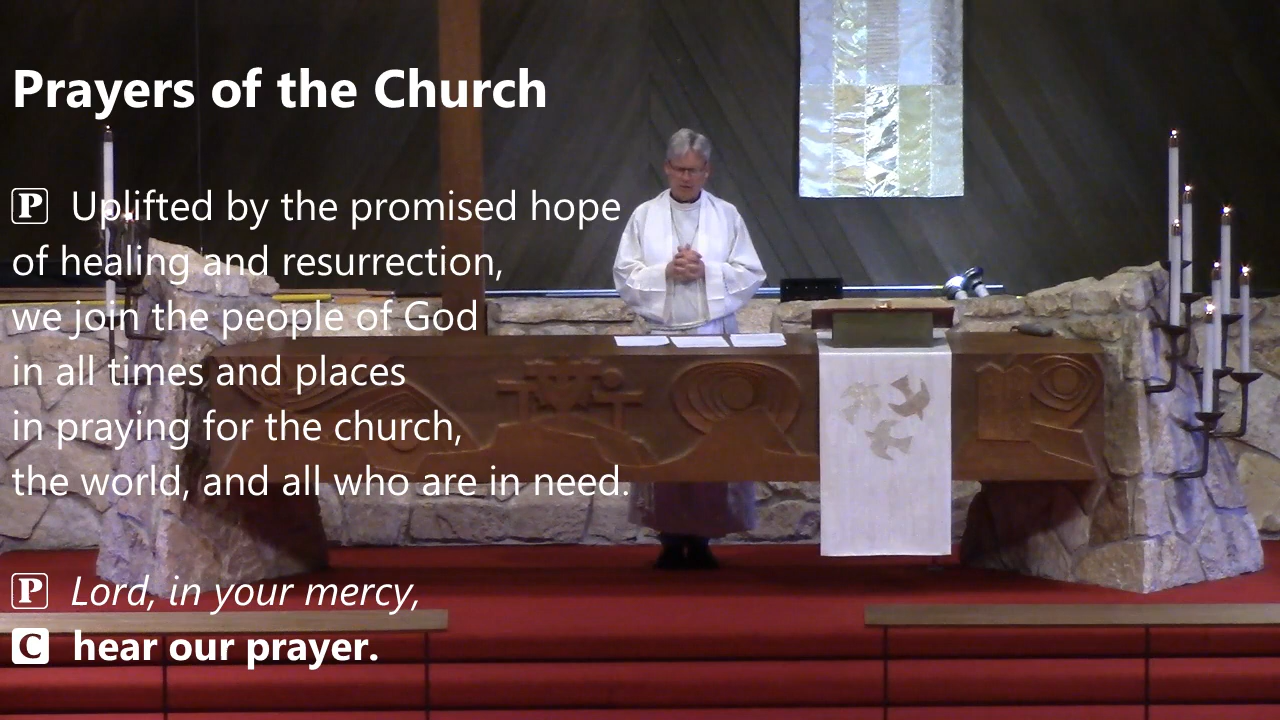 Prayers of the Church
P Uplifted by the promised hope
of healing and resurrection,
we join the people of God
in all times and places
in praying for the church,
the world, and all who are in need.
P Lord, in your mercy,
C hear our prayer.